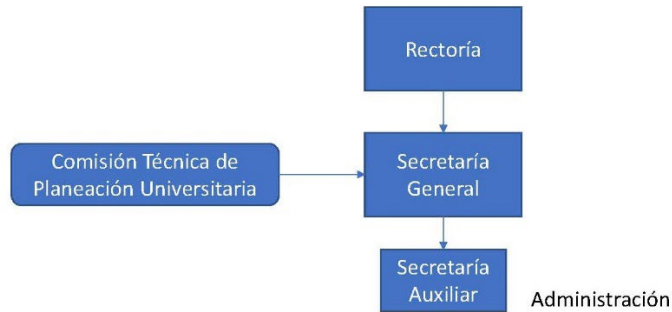 Rectoría
Comisión Técnica de
Planeación Universitaria
Secretaría
General
Secretaría
Auxiliar
Administración